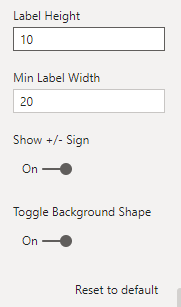 Label Height
10
Min Label Width
20
Show +/- Sign
On
Toggle Background Shape
On
Reset to default